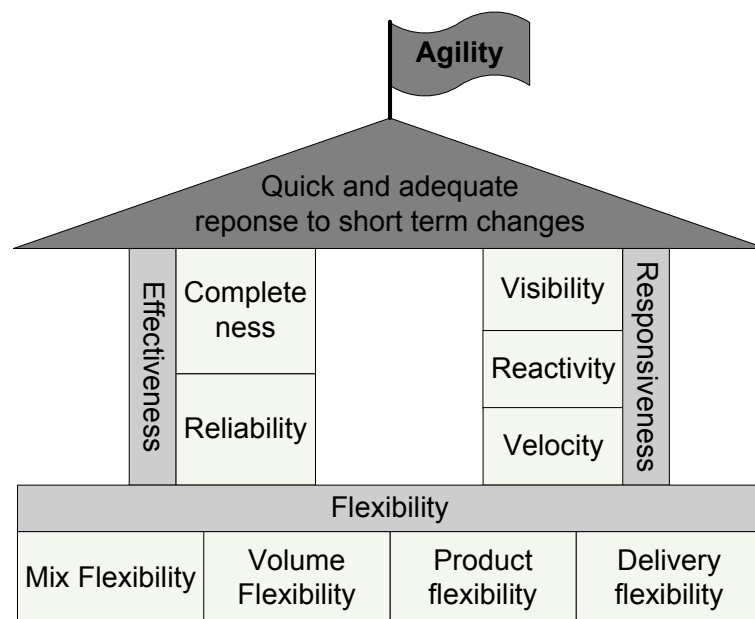 Agility
Quick and adequate
reponse to short term changes
Effectiveness
Complete
ness
Reliability
Visibility
Reactivity
Velocity
Responsiveness
Flexibility
Mix Flexibility
Volume
Flexibility
Product
flexibility
Delivery
flexibility